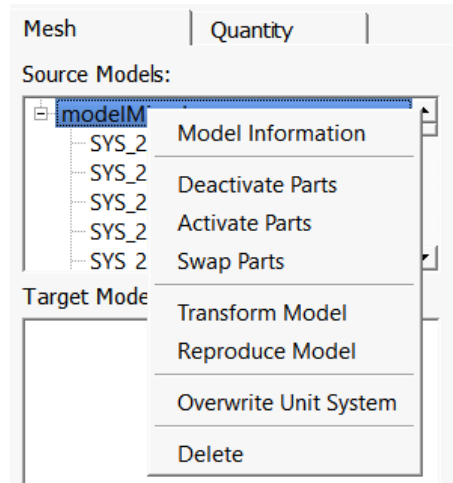 Mesh
Quantity
Source Models:
modelM
SYS_2
SYS_2
SYS_2
SYS_2
SYS 2
Target Mode
Model Information
Deactivate Parts
Activate Parts
Swap Parts
Transform Model
Reproduce Model
Overwrite Unit System
Delete